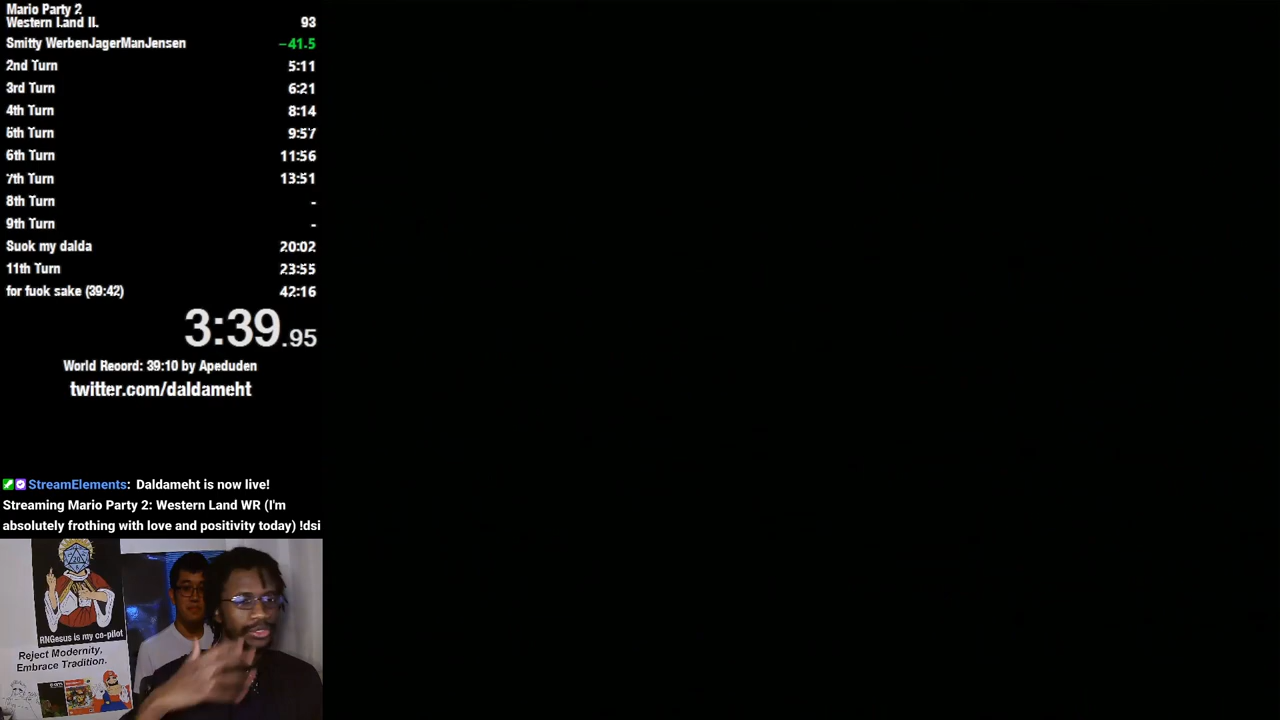 Mario Party 2
Western Land II. 93
Smitty WerbenJagerManJensen −41.5
2nd Turn 5:11
3rd Turn 6:21
4th Turn 8:14
5th Turn 9:57
6th Turn 11:56
7th Turn 13:51
8th Turn -
9th Turn -
Suck my dalda 20:02
11th Turn 23:55
for fuck sake (39:42) 42:16
3:39.95
World Record: 39:10 by Apeduden
twitter.com/daldameht
StreamElements: Daldameht is now live!
Streaming Mario Party 2: Western Land WR (I'm
absolutely frothing with love and positivity today) !dsi
RNGesus is my co-pilot
Reject Modernity,
Embrace Tradition.